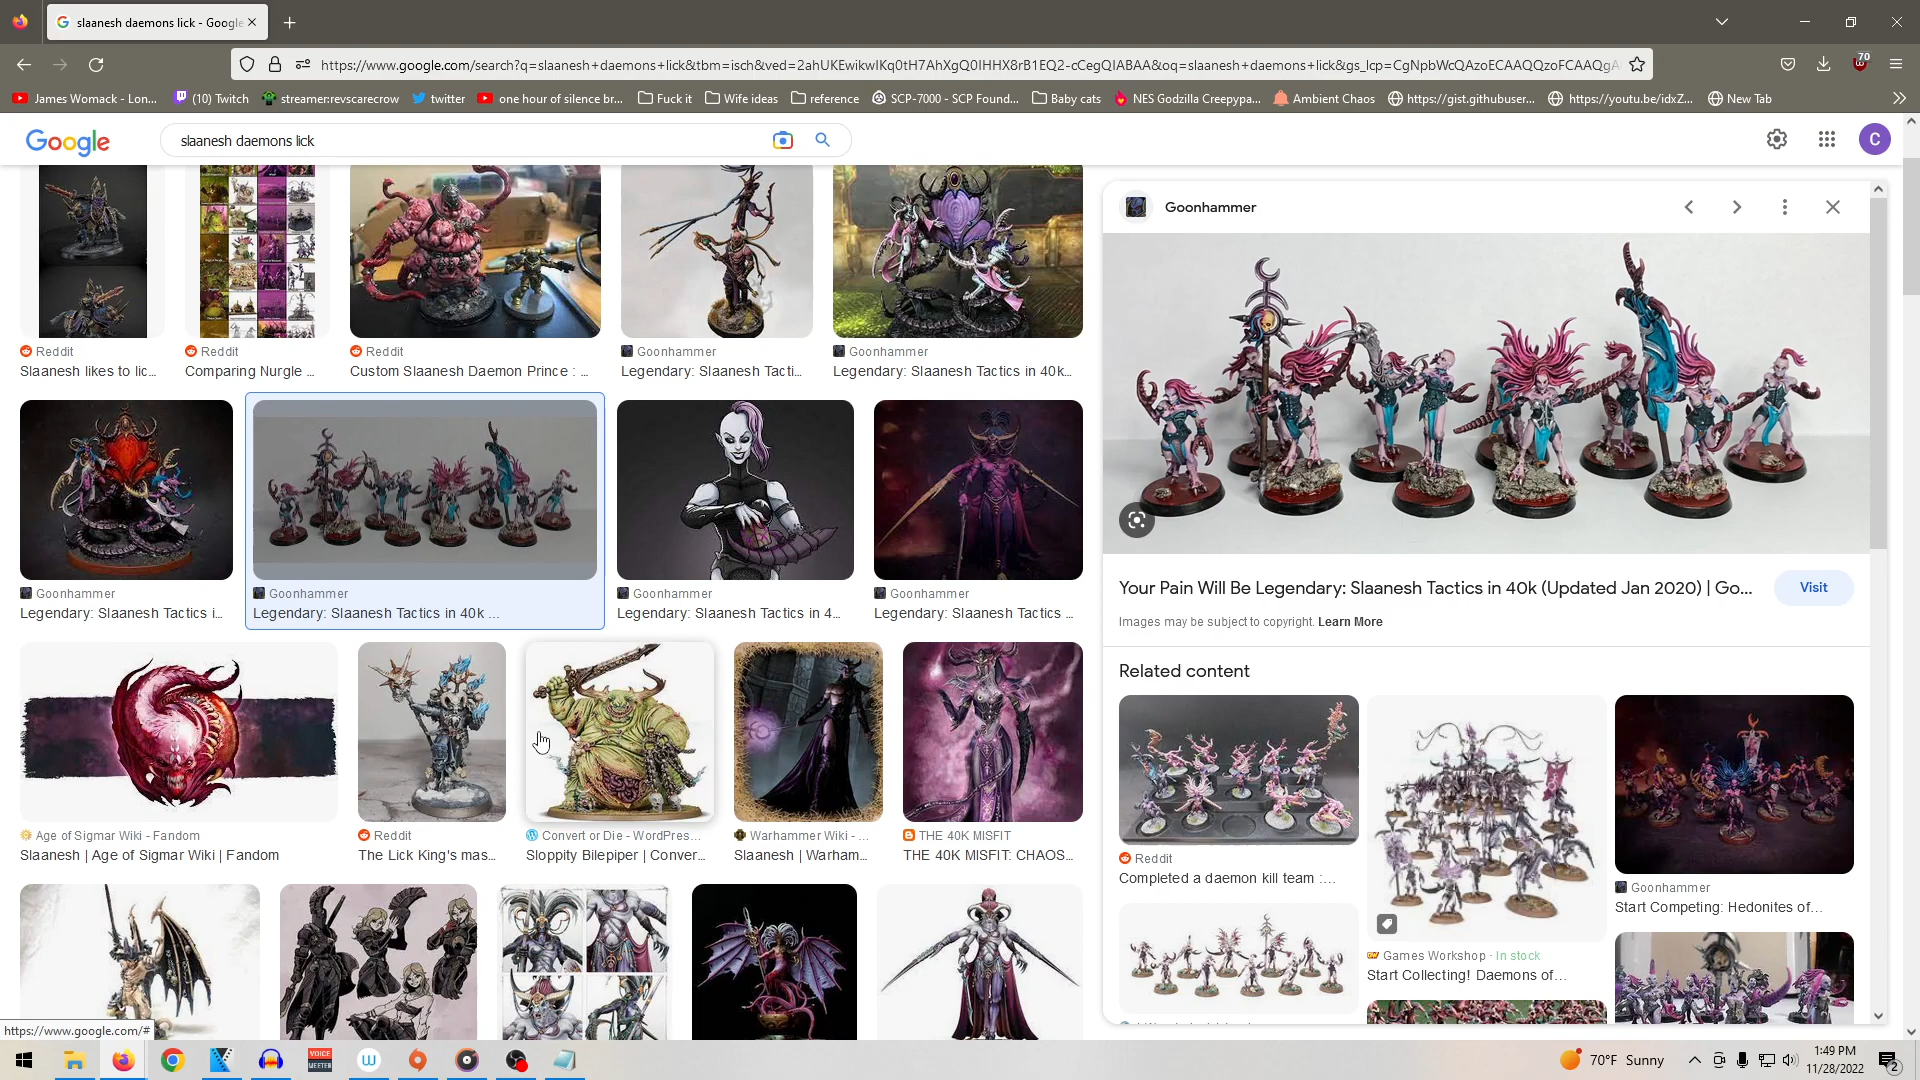 slaanesh daemons lick - Google
https://www.google.com/search?q=slaanesh+daemons+lick&tbm=isch&ved=2ahUKEwikwIKq0tH7AhXgQ0IHHX8rB1EQ2-cCegQIABAA&oq=slaanesh+daemons+lick&gs_lcp=CgNpbWcQAzoECAAQQzoFCAAQgA
70
James Womack - Lon...
(10) Twitch
streamer:revscarecrow
twitter
one hour of silence br...
Fuck it
Wife ideas
reference
SCP-7000 - SCP Found...
Baby cats
NES Godzilla Creepypa...
Ambient Chaos
https://gist.githubuser...
https://youtu.be/idxZ...
New Tab
Google
slaanesh daemons lick
C
Reddit
Slaanesh likes to lic...
Reddit
Comparing Nurgle ...
Reddit
Custom Slaanesh Daemon Prince : ...
Goonhammer
Legendary: Slaanesh Tacti...
Goonhammer
Legendary: Slaanesh Tactics in 40k...
Goonhammer
Legendary: Slaanesh Tactics i...
Goonhammer
Legendary: Slaanesh Tactics in 40k ...
Goonhammer
Legendary: Slaanesh Tactics in 4...
Goonhammer
Legendary: Slaanesh Tactics ...
Age of Sigmar Wiki - Fandom
Slaanesh | Age of Sigmar Wiki | Fandom
Reddit
The Lick King's mas...
Convert or Die - WordPres...
Sloppity Bilepiper | Conver...
Warhammer Wiki - ...
Slaanesh | Warham...
THE 40K MISFIT
THE 40K MISFIT: CHAOS...
Goonhammer
Your Pain Will Be Legendary: Slaanesh Tactics in 40k (Updated Jan 2020) | Go...
Visit
Images may be subject to copyright. Learn More
Related content
Reddit
Completed a daemon kill team :...
Games Workshop · In stock
Start Collecting! Daemons of...
Goonhammer
Start Competing: Hedonites of...
https://www.google.com/#
VOICE
MEETER
70°F Sunny
1:49 PM
11/28/2022
2